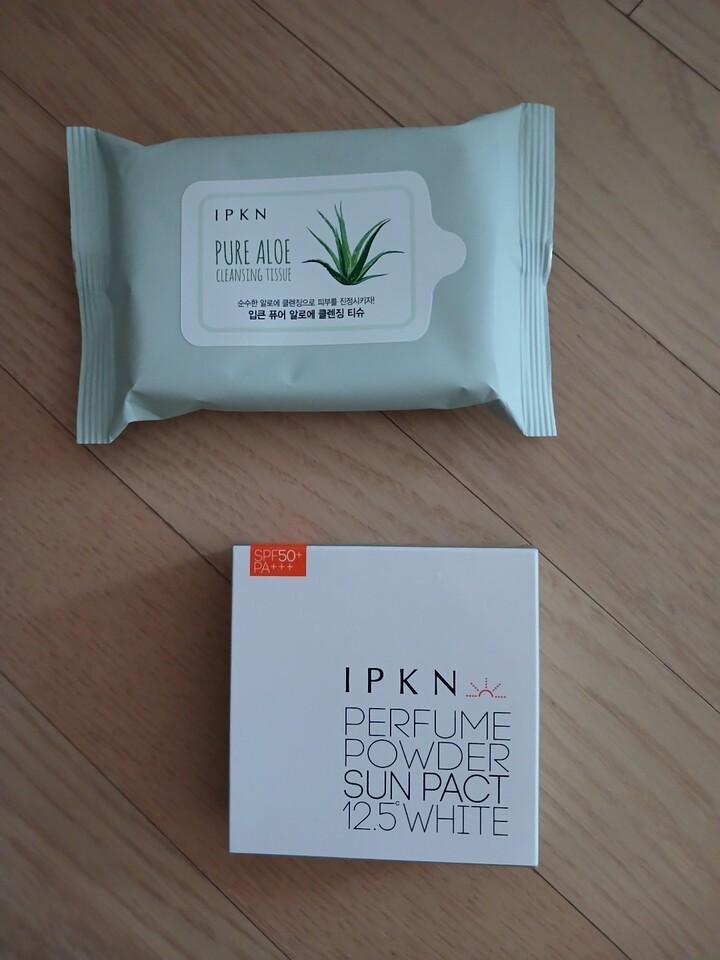 IPKN
PURE ALOE
CLEANSING TISSUE
순수한 알로에 클렌징으로 피부를 진정시키자!
입큰 퓨어 알로에 클렌징 티슈
SPF50+
PA+++
IPKN
PERFUME
POWDER
SUN PACT
12.5°C WHITE